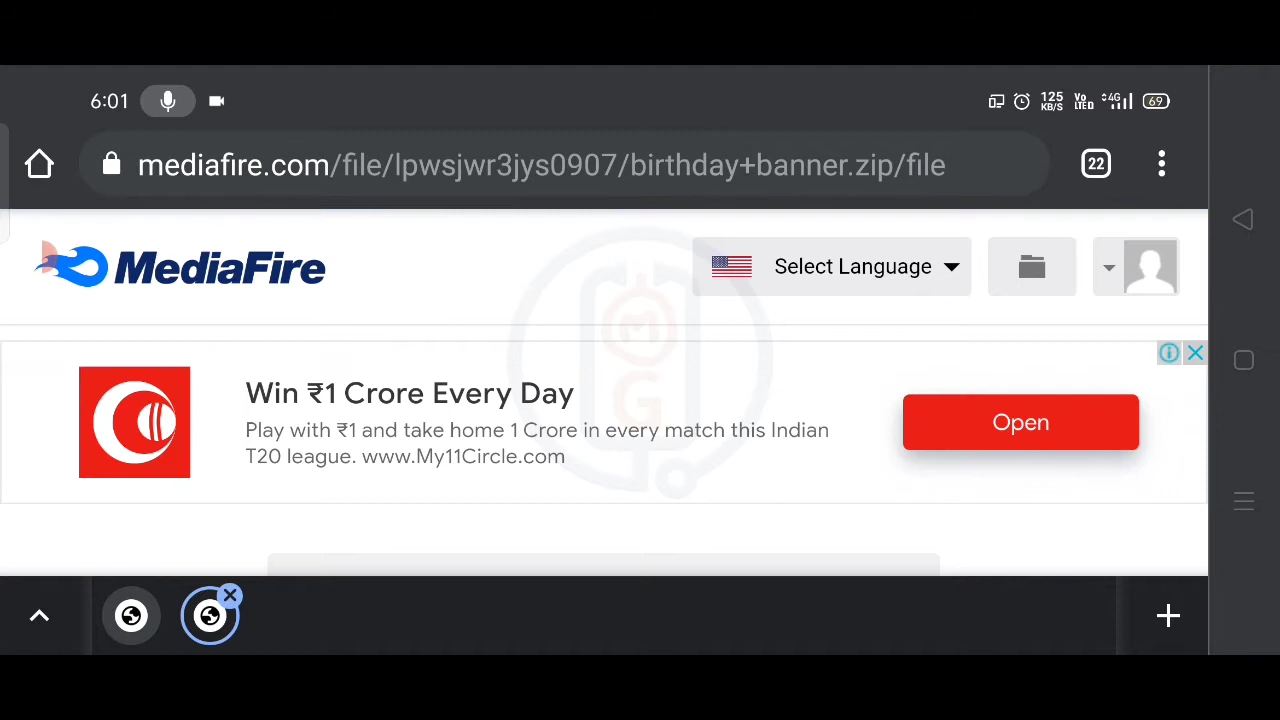 6:01
125 KB/S
Vo LTED
4G
69
mediafire.com/file/lpwsjwr3jys0907/birthday+banner.zip/file
22
MediaFire
Select Language
Win ₹1 Crore Every Day
Play with ₹1 and take home 1 Crore in every match this Indian
T20 league. www.My11Circle.com
Open
M
G